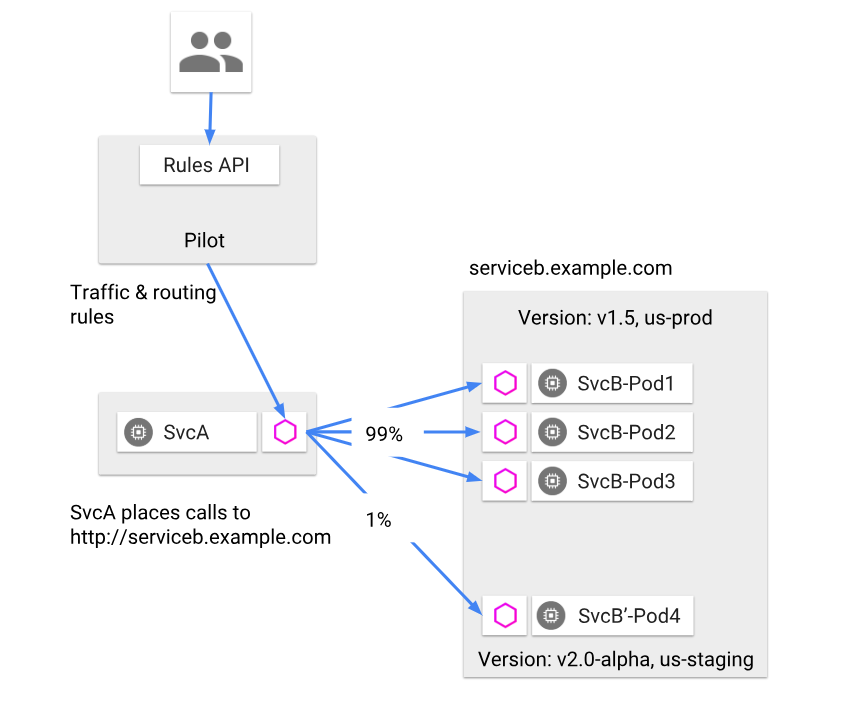 Rules API
Pilot
Traffic & routing
rules
SvcA
SvcA places calls to
http://serviceb.example.com
99%
1%
serviceb.example.com
Version: v1.5, us-prod
SvcB-Pod1
SvcB-Pod2
SvcB-Pod3
SvcB’-Pod4
Version: v2.0-alpha, us-staging